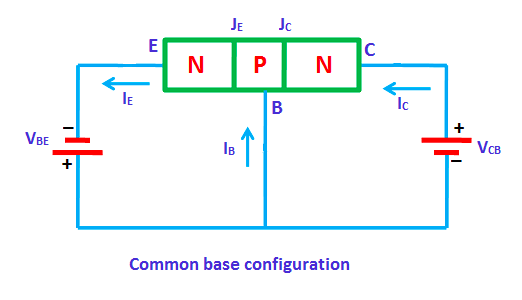 JE JC
E N P N C
IE IC
B
− +
VBE IB VCB
+ −
Common base configuration